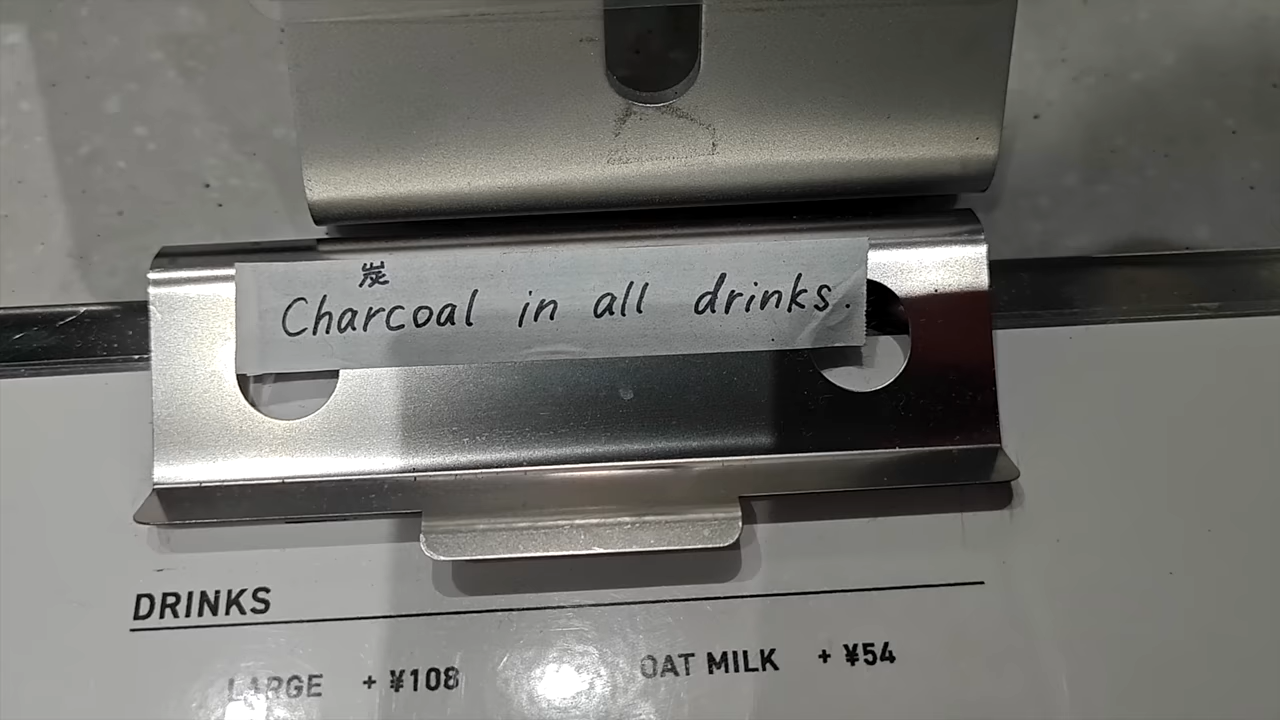 炭
Charcoal in all drinks.
DRINKS
LARGE + ¥108
OAT MILK + ¥54